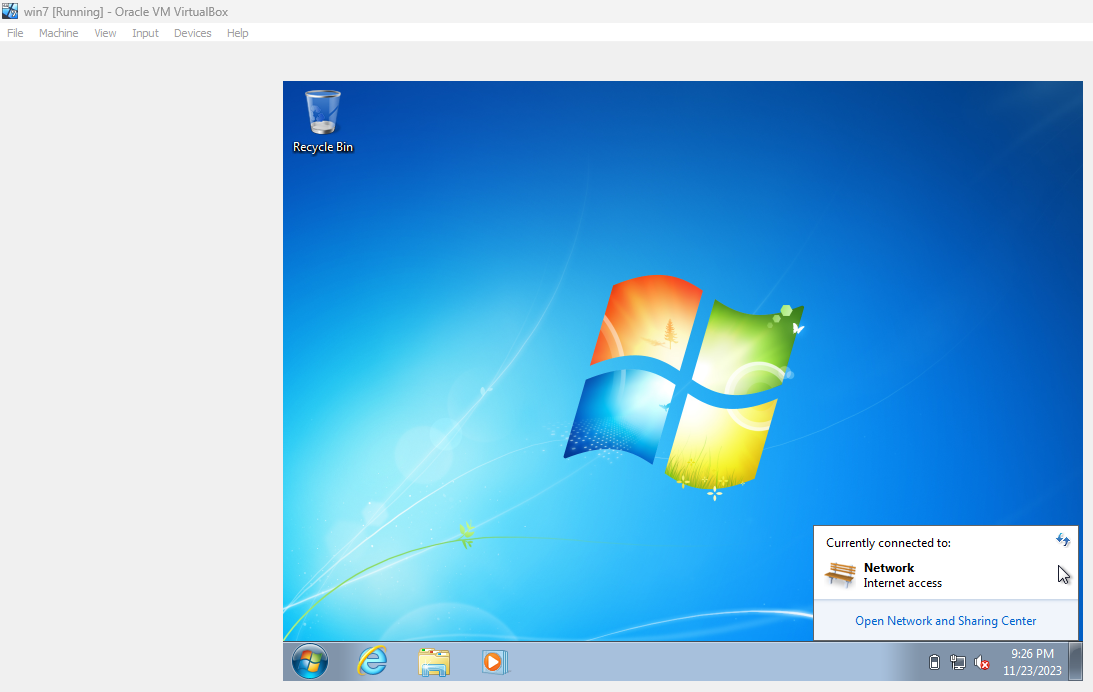 win7 [Running] - Oracle VM VirtualBox
File Machine View Input Devices Help
Recycle Bin
Currently connected to:
Network
Internet access
Open Network and Sharing Center
9:26 PM
11/23/2023